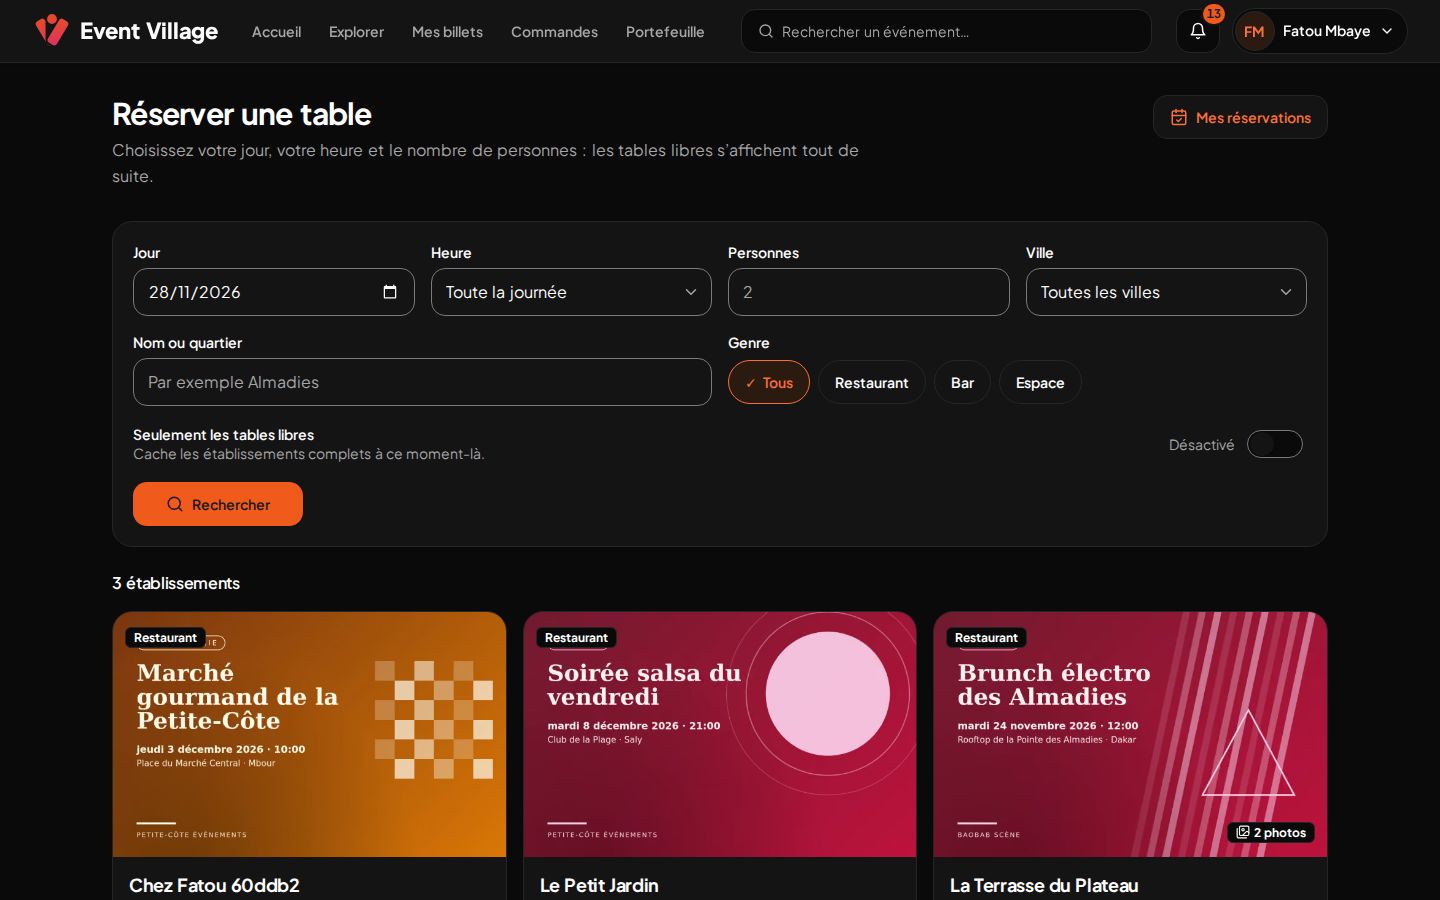 Event Village
Accueil
Explorer
Mes billets
Commandes
Portefeuille
Rechercher un événement...
13
FM
Fatou Mbaye
Réserver une table
Mes réservations
Choisissez votre jour, votre heure et le nombre de personnes : les tables libres s’affichent tout de
suite.
Jour
Heure
Personnes
Ville
28/11/2026
Toute la journée
2
Toutes les villes
Nom ou quartier
Genre
Par exemple Almadies
✓ Tous
Restaurant
Bar
Espace
Seulement les tables libres
Cache les établissements complets à ce moment-là.
Désactivé
Rechercher
3 établissements
Restaurant
Marché
gourmand de la
Petite-Côte
jeudi 3 décembre 2026 · 10:00
Place du Marché Central · Mbour
PETITE-CÔTE ÉVÉNEMENTS
Chez Fatou 60ddb2
Restaurant
Soirée salsa du
vendredi
mardi 8 décembre 2026 · 21:00
Club de la Plage · Saly
PETITE-CÔTE ÉVÉNEMENTS
Le Petit Jardin
Restaurant
Brunch électro
des Almadies
mardi 24 novembre 2026 · 12:00
Rooftop de la Pointe des Almadies · Dakar
BAOBAB SCÈNE
2 photos
La Terrasse du Plateau